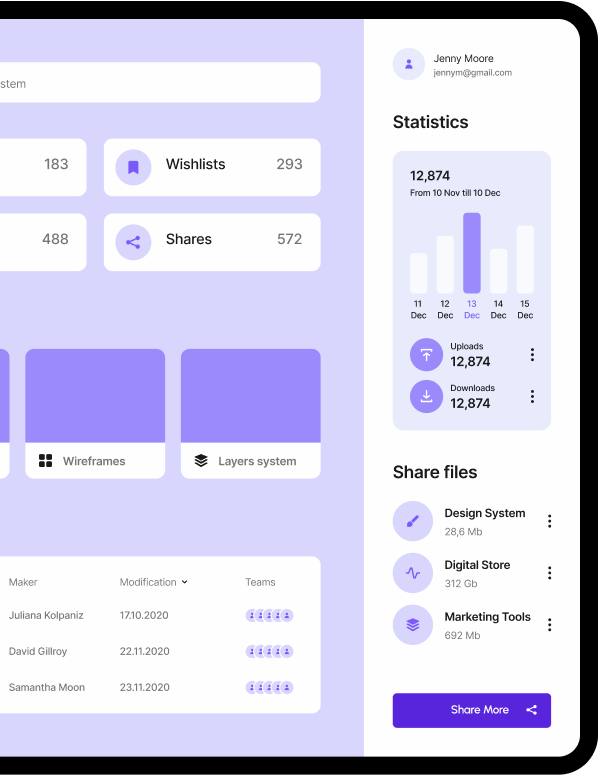 stem
183
Wishlists 293
488
Shares 572
Wireframes
Layers system
Maker Modification Teams
Juliana Kolpaniz 17.10.2020
David Gillroy 22.11.2020
Samantha Moon 23.11.2020
Jenny Moore
jennym@gmail.com
Statistics
12,874
From 10 Nov till 10 Dec
11 12 13 14 15
Dec Dec Dec Dec Dec
Uploads
12,874
Downloads
12,874
Share files
Design System
28,6 Mb
Digital Store
312 Gb
Marketing Tools
692 Mb
Share More